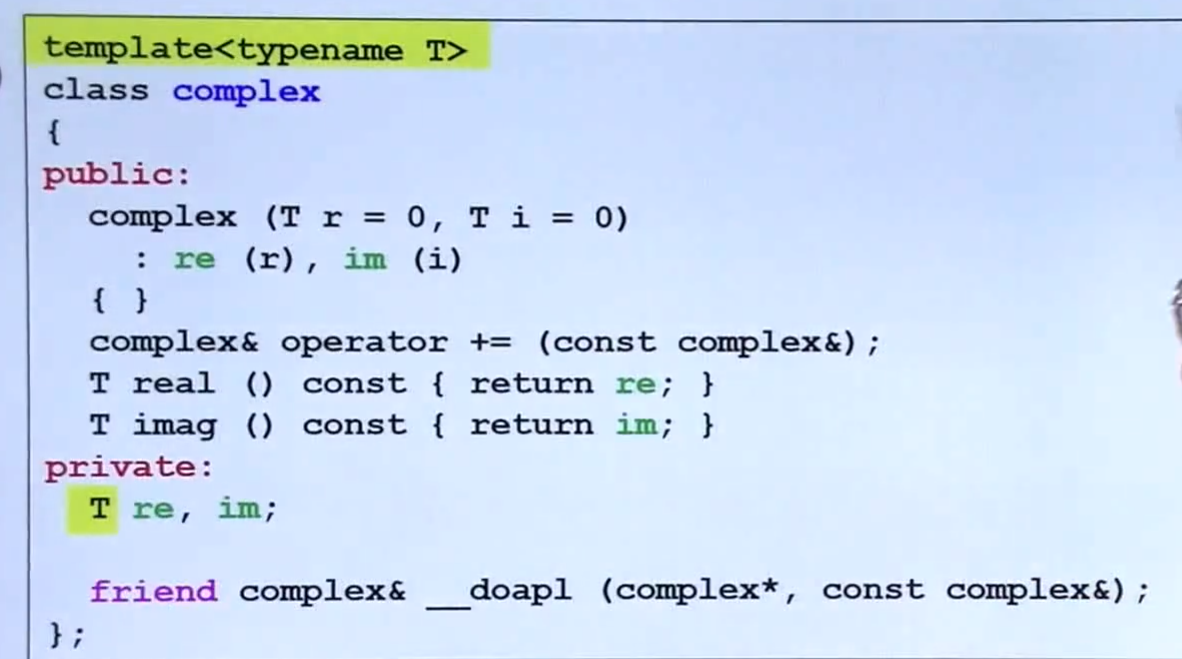 template<typename T>
class complex
{
public:
  complex (T r = 0, T i = 0)
    : re (r), im (i)
  { }
  complex& operator += (const complex&);
  T real () const { return re; }
  T imag () const { return im; }
private:
  T re, im;

  friend complex& __doapl (complex*, const complex&);
};